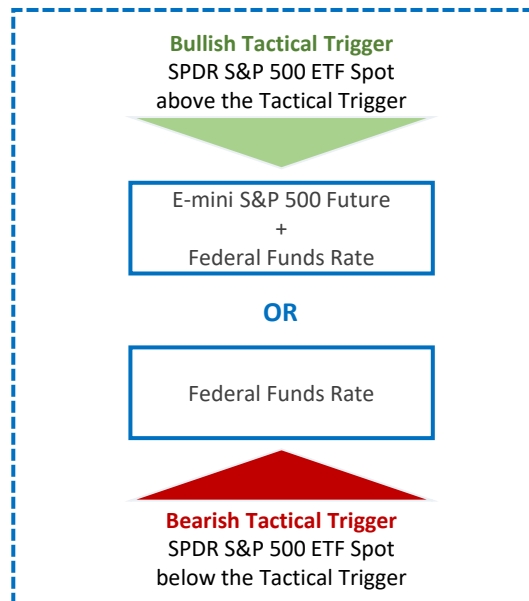 Bullish Tactical Trigger
SPDR S&P 500 ETF Spot
above the Tactical Trigger
E-mini S&P 500 Future
+
Federal Funds Rate
OR
Federal Funds Rate
Bearish Tactical Trigger
SPDR S&P 500 ETF Spot
below the Tactical Trigger